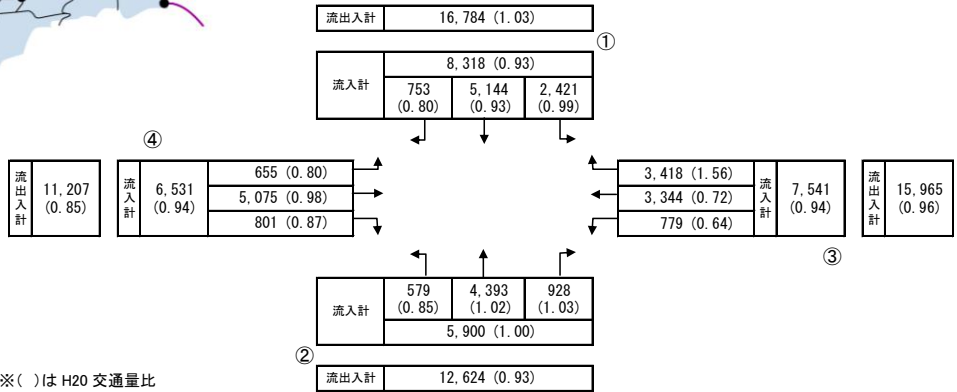 流出入計 16,784 (1.03)
①
流入計 8,318 (0.93)
753 5,144 2,421
(0.80) (0.93) (0.99)
④
流出入計 11,207 (0.85)
流入計 6,531 (0.94)
655 (0.80)
5,075 (0.98)
801 (0.87)
3,418 (1.56)
3,344 (0.72)
779 (0.64)
流入計 7,541 (0.94)
流出入計 15,965 (0.96)
③
流入計 579 4,393 928
(0.85) (1.02) (1.03)
5,900 (1.00)
②
流出入計 12,624 (0.93)
※( )は H20 交通量比